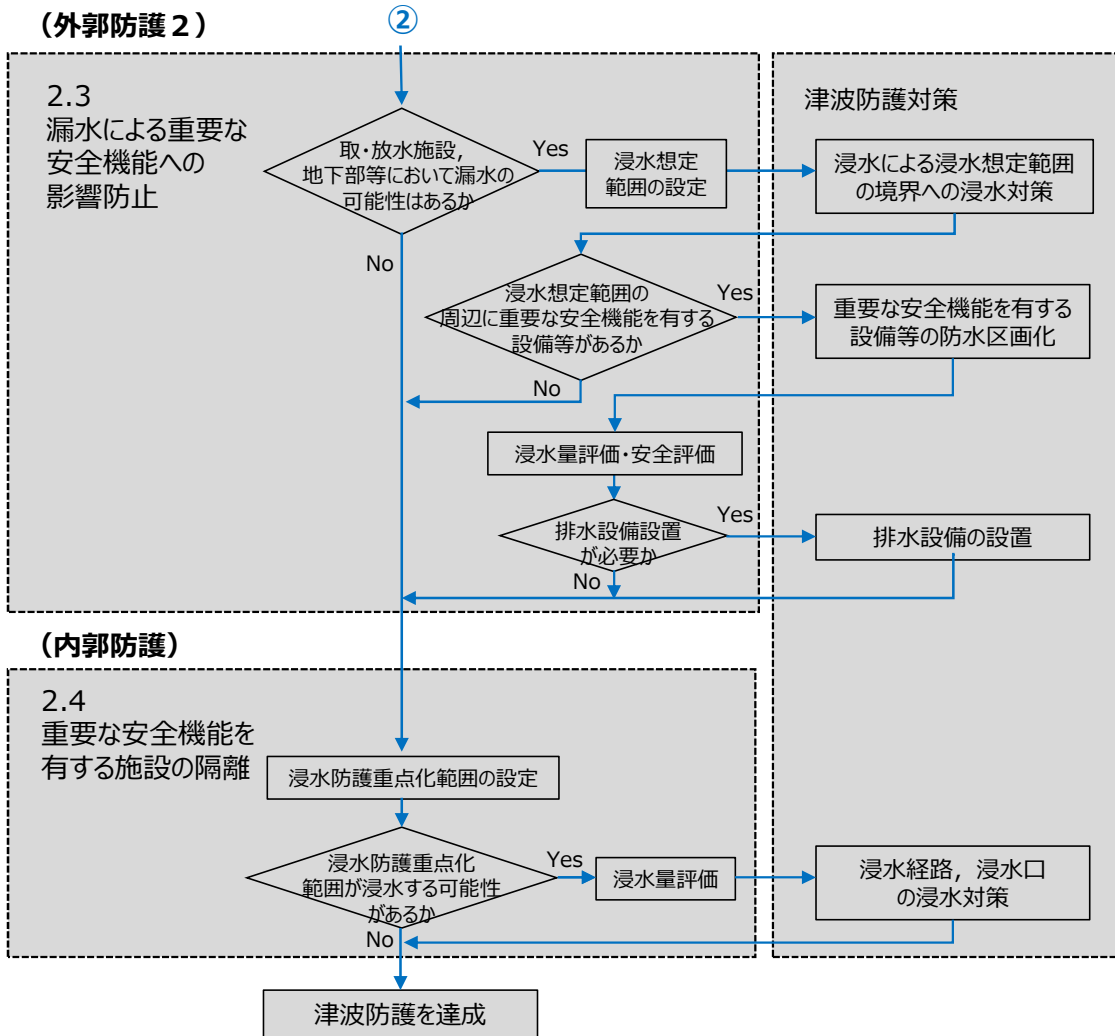 （外郭防護２）
②
2.3
漏水による重要な
安全機能への
影響防止
津波防護対策
取・放水施設，
地下部等において漏水の
可能性はあるか
Yes
浸水想定
範囲の設定
浸水による浸水想定範囲
の境界への浸水対策
No
浸水想定範囲の
周辺に重要な安全機能を有する
設備等があるか
Yes
重要な安全機能を有する
設備等の防水区画化
No
浸水量評価・安全評価
排水設備設置
が必要か
Yes
排水設備の設置
No
（内郭防護）
2.4
重要な安全機能を
有する施設の隔離
浸水防護重点化範囲の設定
浸水防護重点化
範囲が浸水する可能性
があるか
Yes
浸水量評価
浸水経路，浸水口
の浸水対策
No
津波防護を達成